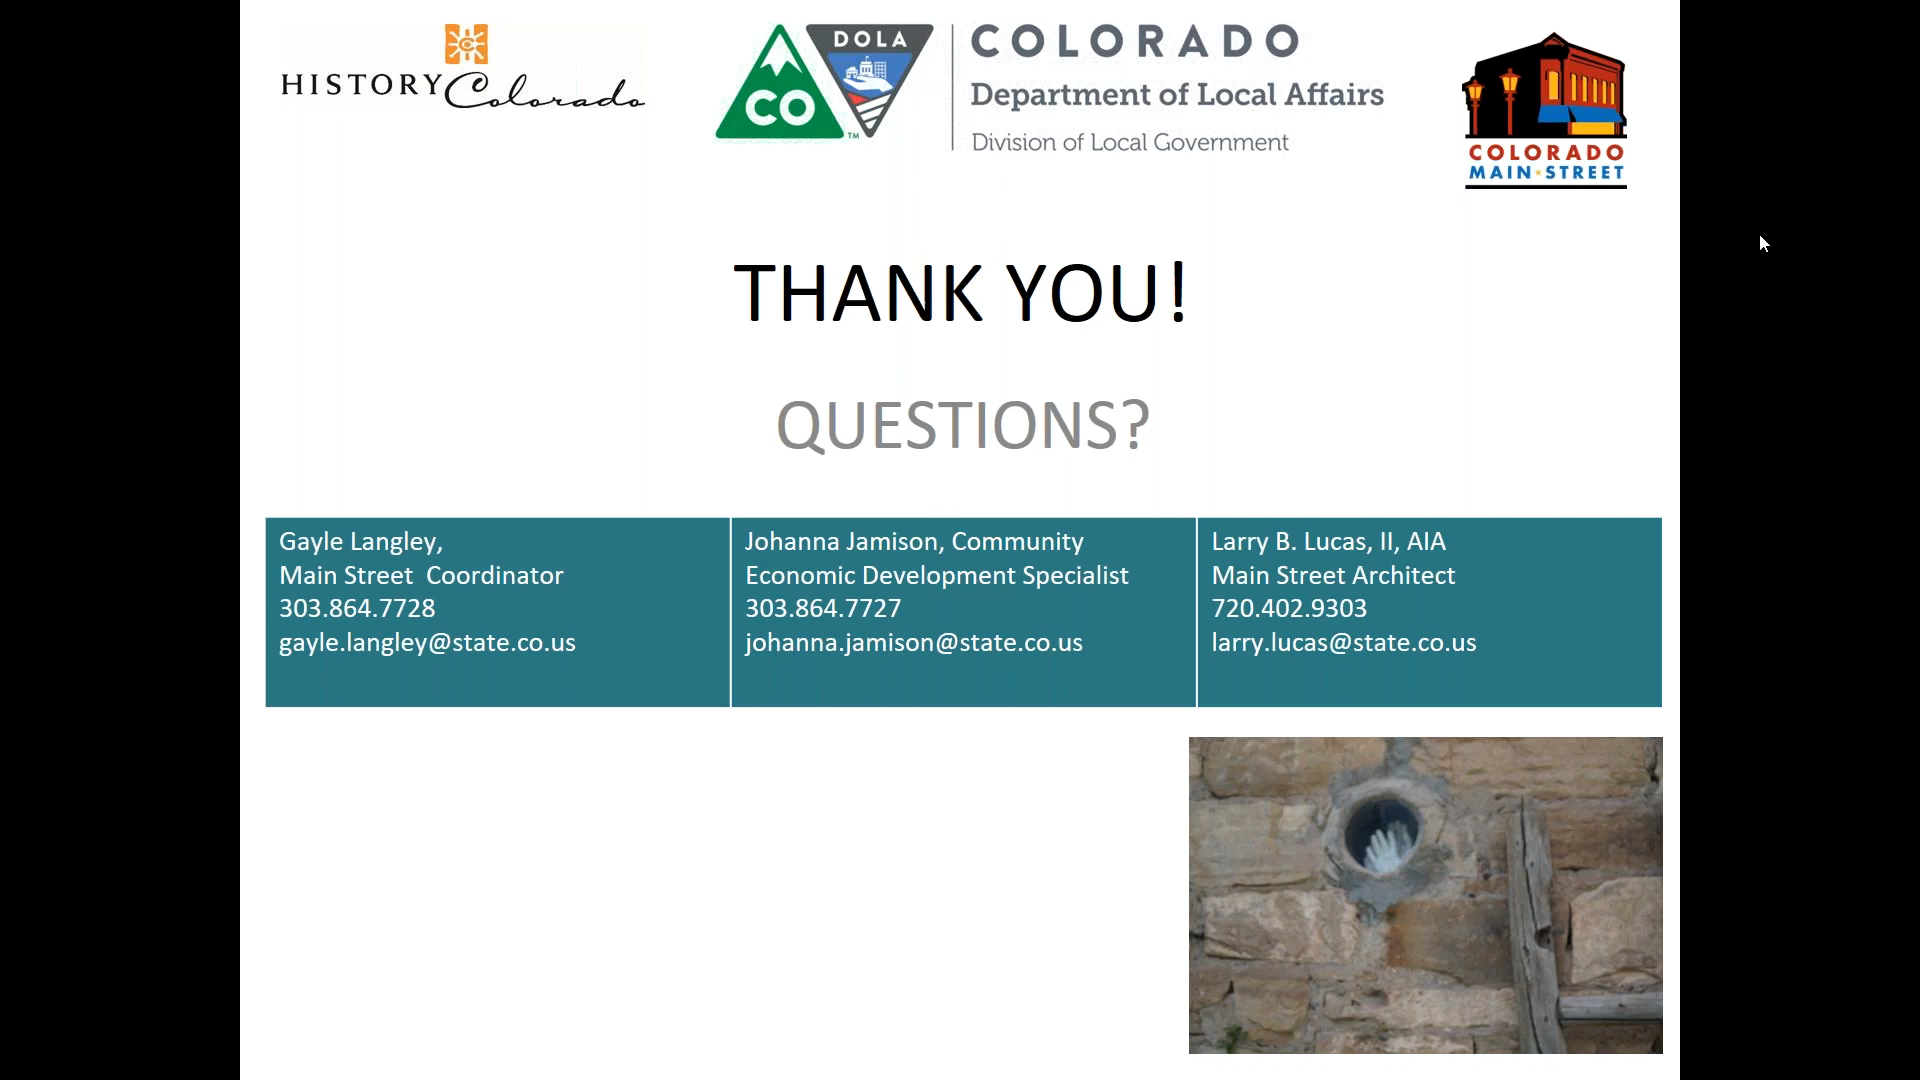 HISTORY Colorado
CO
TM
DOLA
COLORADO
Department of Local Affairs
Division of Local Government
COLORADO
MAIN STREET
THANK YOU!
QUESTIONS?
Gayle Langley,
Main Street  Coordinator
303.864.7728
gayle.langley@state.co.us
Johanna Jamison, Community
Economic Development Specialist
303.864.7727
johanna.jamison@state.co.us
Larry B. Lucas, II, AIA
Main Street Architect
720.402.9303
larry.lucas@state.co.us